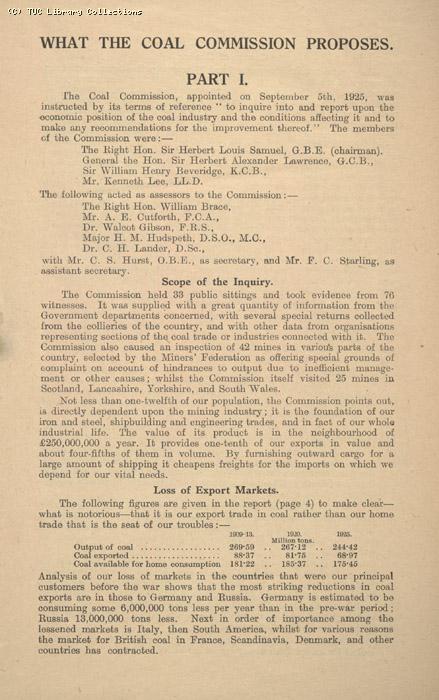 (C) TUC Library Collections
WHAT THE COAL COMMISSION PROPOSES.
PART I.
The Coal Commission, appointed on September 5th, 1925, was
instructed by its terms of reference “ to inquire into and report upon the
economic position of the coal industry and the conditions affecting it and to
make any recommendations for the improvement thereof.” The members
of the Commission were :—
The Right Hon. Sir Herbert Louis Samuel, G.B.E. (chairman).
General the Hon. Sir Herbert Alexander Lawrence, G.C.B.,
Sir William Henry Beveridge, K.C.B.,
Mr. Kenneth Lee, LL.D.
The following acted as assessors to the Commission :—
The Right Hon. William Brace,
Mr. A. E. Cutforth, F.C.A.,
Dr. Walcot Gibson, F.R.S.,
Major H. M. Hudspeth, D.S.O., M.C.,
Dr. C. H. Lander, D.Sc.,
with Mr. C. S. Hurst, O.B.E., as secretary, and Mr. F. C. Starling, as
assistant secretary.
Scope of the Inquiry.
The Commission held 33 public sittings and took evidence from 76
witnesses. It was supplied with a great quantity of information from the
Government departments concerned, with several special returns collected
from the collieries of the country, and with other data from organisations
representing sections of the coal trade or industries connected with it. The
Commission also caused an inspection of 42 mines in various parts of the
country, selected by the Miners’ Federation as offering special grounds of
complaint on account of hindrances to output due to inefficient manage-
ment or other causes ; whilst the Commission itself visited 25 mines in
Scotland, Lancashire, Yorkshire, and South Wales.
Not less than one-twelfth of our population, the Commission points out,
is directly dependent upon the mining industry ; it is the foundation of our
iron and steel, shipbuilding and engineering trades, and in fact of our whole
industrial life. The value of its product is in the neighbourhood of
£250,000,000 a year. It provides one-tenth of our exports in value and
about four-fifths of them in volume. By furnishing outward cargo for a
large amount of shipping it cheapens freights for the imports on which we
depend for our vital needs.
Loss of Export Markets.
The following figures are given in the report (page 4) to make clear—
what is notorious—that it is our export trade in coal rather than our home
trade that is the seat of our troubles :—
1909-13. 1920. 1925.
Million tons.
Output of coal ................. 269·59 .. 267·12 .. 244·42
Coal exported ................... 88·37 .. 81·75 .. 68·97
Coal available for home consumption 181·22 .. 185·37 .. 175·45
Analysis of our loss of markets in the countries that were our principal
customers before the war shows that the most striking reductions in coal
exports are in those to Germany and Russia. Germany is estimated to be
consuming some 6,000,000 tons less per year than in the pre-war period ;
Russia 13,000,000 tons less. Next in order of importance among the
lessened markets is Italy, then South America, whilst for various reasons
the market for British coal in France, Scandinavia, Denmark, and other
countries has contracted.